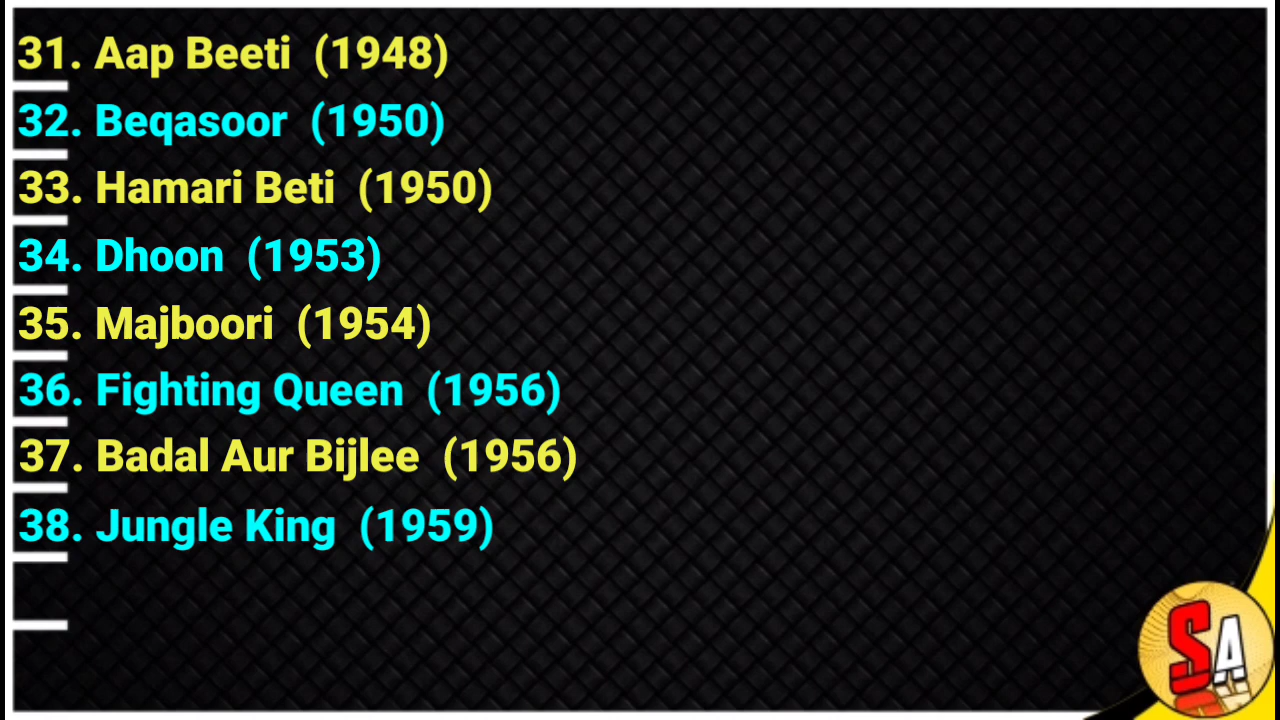 31. Aap Beeti (1948)
32. Beqasoor (1950)
33. Hamari Beti (1950)
34. Dhoon (1953)
35. Majboori (1954)
36. Fighting Queen (1956)
37. Badal Aur Bijlee (1956)
38. Jungle King (1959)
SA